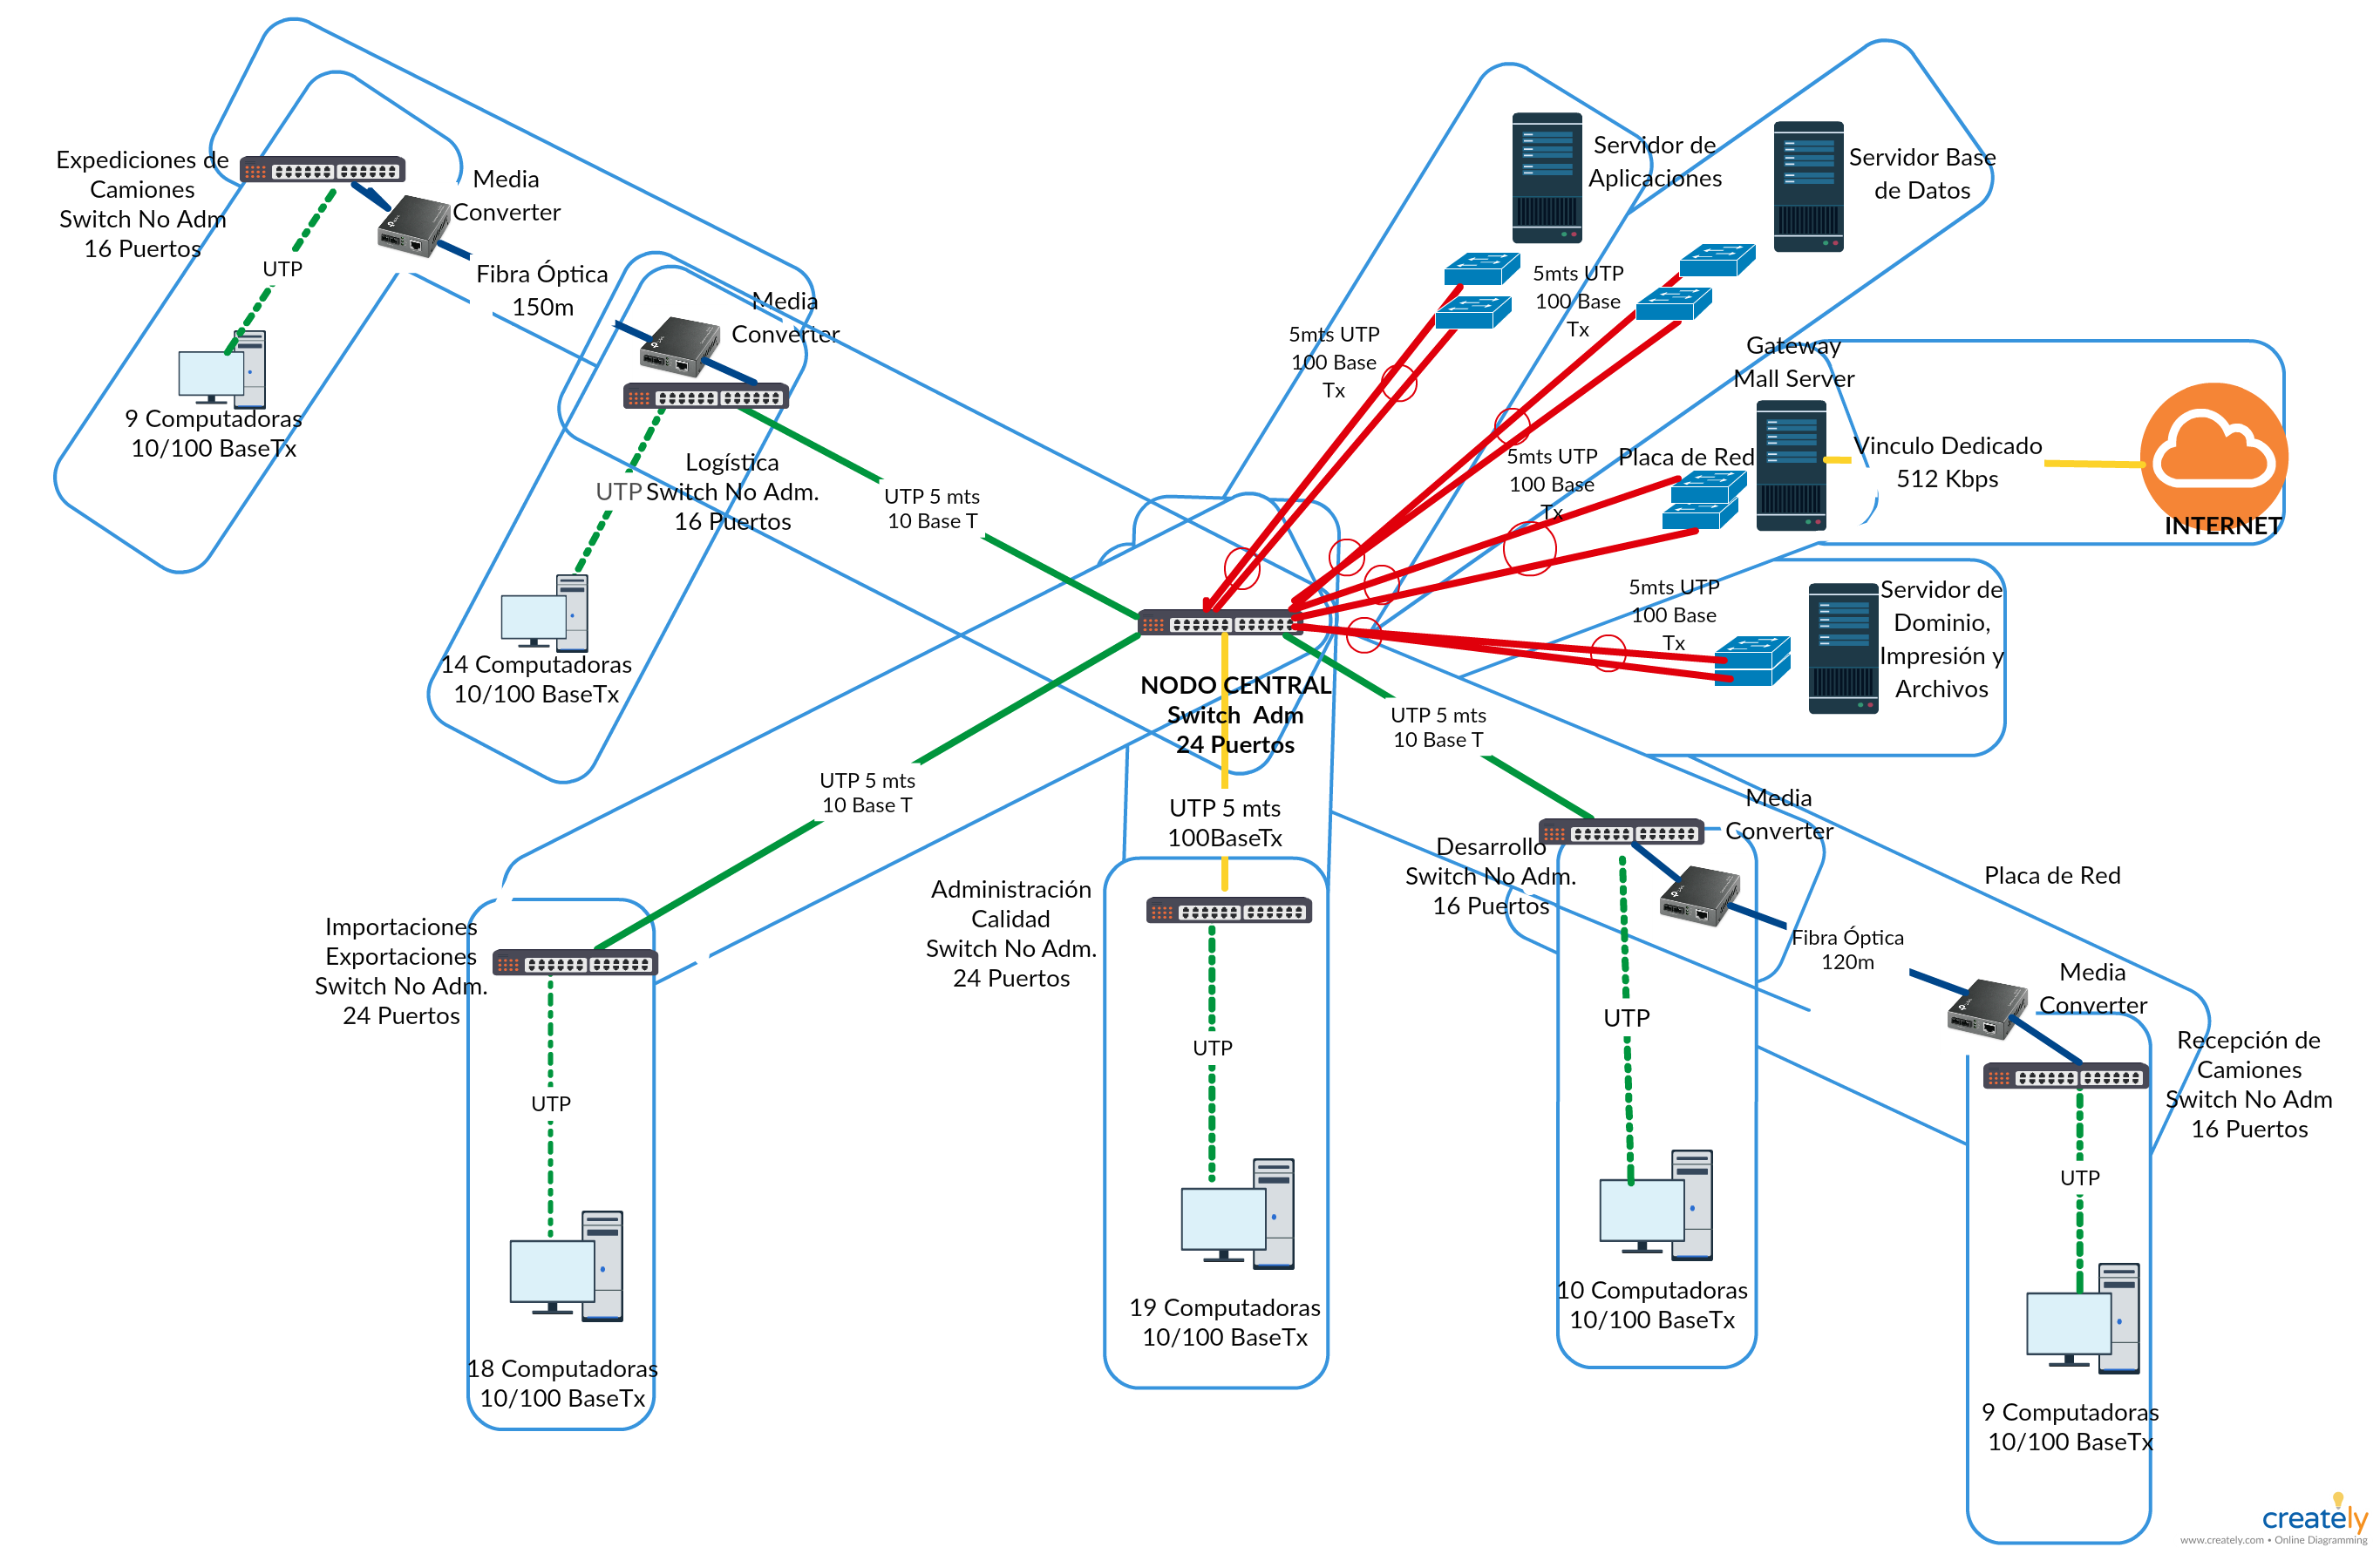 Expediciones de
Camiones
Switch No Adm
16 Puertos
Media
Converter
UTP
Fibra Óptica
150m
9 Computadoras
10/100 BaseTx
Media
Converter
Logística
Switch No Adm.
16 Puertos
UTP
14 Computadoras
10/100 BaseTx
UTP 5 mts
10 Base T
Servidor de
Aplicaciones
Servidor Base
de Datos
5mts UTP
100 Base
Tx
5mts UTP
100 Base
Tx
Gateway
Mall Server
Placa de Red
5mts UTP
100 Base
Tx
Vinculo Dedicado
512 Kbps
INTERNET
5mts UTP
100 Base
Tx
Servidor de
Dominio,
Impresión y
Archivos
NODO CENTRAL
Switch Adm
24 Puertos
UTP 5 mts
10 Base T
UTP 5 mts
10 Base T
UTP 5 mts
100BaseTx
Importaciones
Exportaciones
Switch No Adm.
24 Puertos
UTP
18 Computadoras
10/100 BaseTx
Administración
Calidad
Switch No Adm.
24 Puertos
UTP
19 Computadoras
10/100 BaseTx
Desarrollo
Switch No Adm.
16 Puertos
Media
Converter
UTP
10 Computadoras
10/100 BaseTx
Fibra Óptica
120m
Placa de Red
Media
Converter
Recepción de
Camiones
Switch No Adm
16 Puertos
UTP
9 Computadoras
10/100 BaseTx
creately
www.creately.com • Online Diagramming